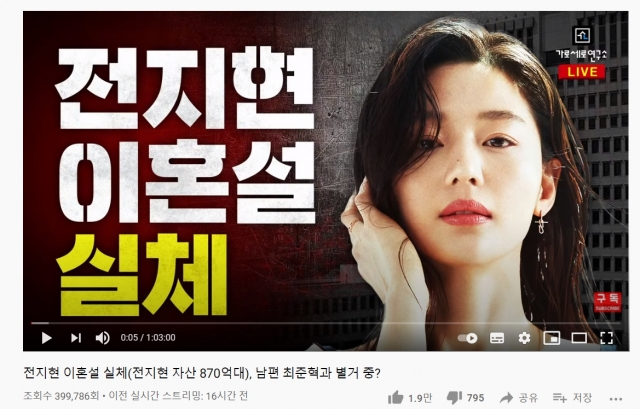 전지현
이혼설
실체
가로세로연구소
LIVE
구독
0:05 / 1:03:00
전지현 이혼설 실체(전지현 자산 870억대), 남편 최준혁과 별거 중?
조회수 399,786회 • 이전 실시간 스트리밍: 16시간 전
1.9만 795 공유 저장